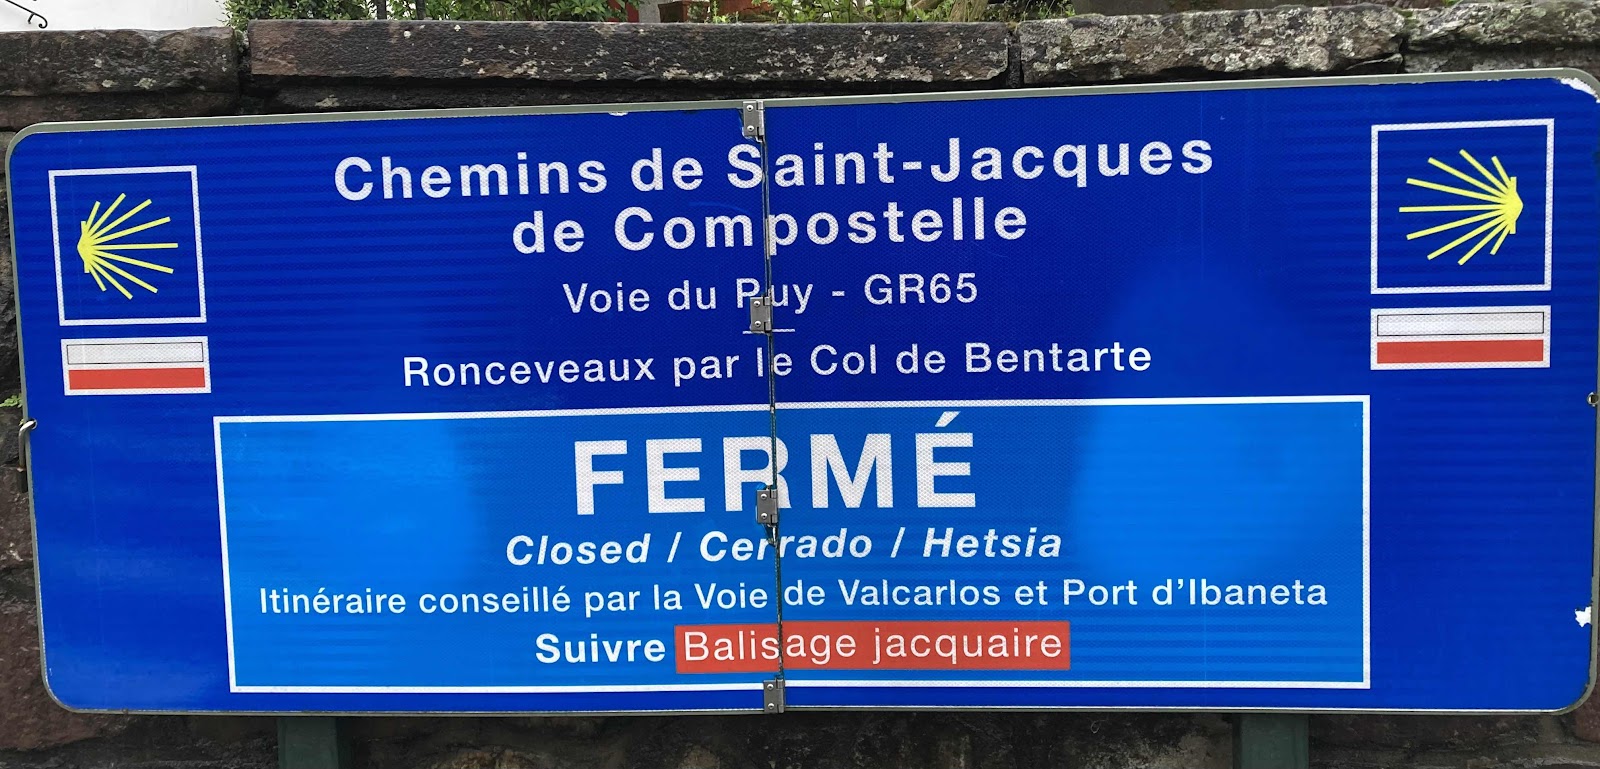 Chemins de Saint-Jacques
de Compostelle
Voie du Puy - GR65
Ronceveaux par le Col de Bentarte
FERMÉ
Closed / Cerrado / Hetsia
Itinéraire conseillé par la Voie de Valcarlos et Port d'Ibaneta
Suivre Balisage jacquaire